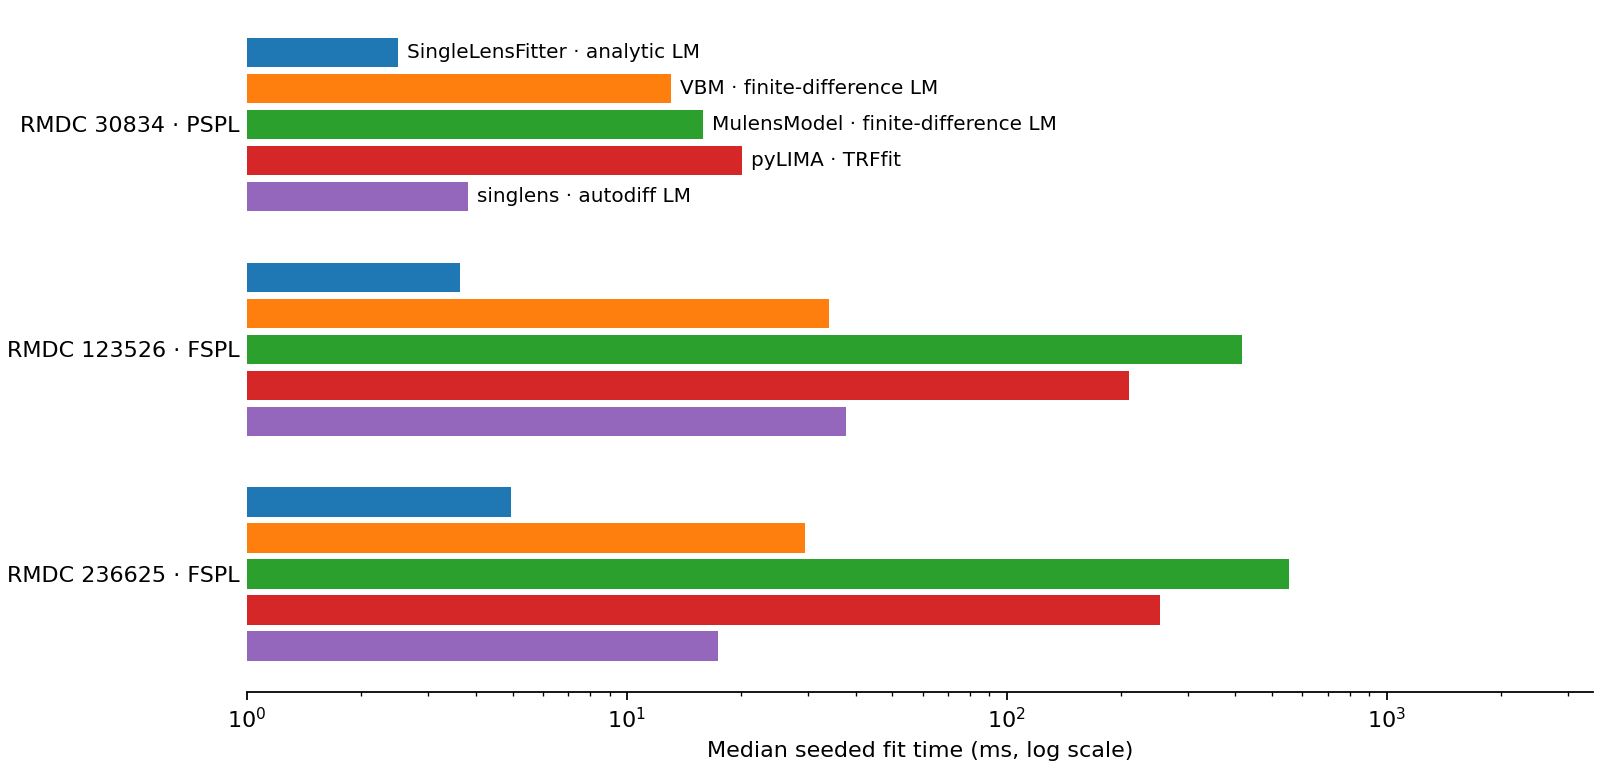 SingleLensFitter · analytic LM
VBM · finite-difference LM
RMDC 30834 · PSPL
MulensModel · finite-difference LM
pyLIMA · TRFfit
singlens · autodiff LM
RMDC 123526 · FSPL
RMDC 236625 · FSPL
10⁰ 10¹ 10² 10³
Median seeded fit time (ms, log scale)